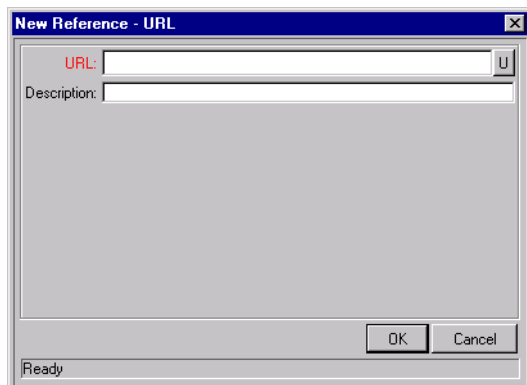 New Reference - URL
URL:
U
Description:
OK
Cancel
Ready